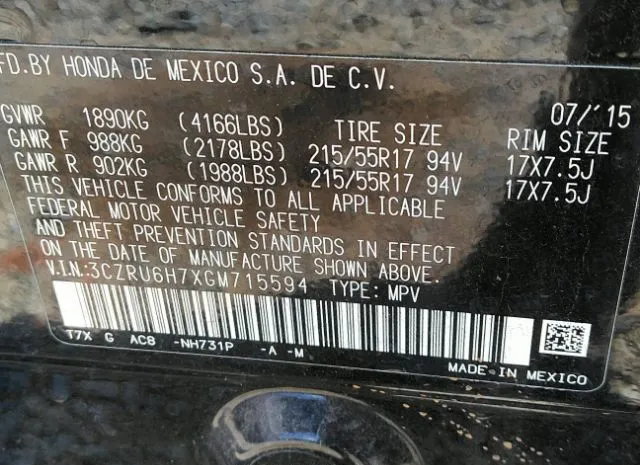 FD.BY HONDA DE MEXICO S.A. DE C.V.
07/'15
GVWR 1890KG (4166LBS) TIRE SIZE RIM SIZE
GAWR F 988KG (2178LBS) 215/55R17 94V 17X7.5J
GAWR R 902KG (1988LBS) 215/55R17 94V 17X7.5J
THIS VEHICLE CONFORMS TO ALL APPLICABLE
FEDERAL MOTOR VEHICLE SAFETY
AND THEFT PREVENTION STANDARDS IN EFFECT
ON THE DATE OF MANUFACTURE SHOWN ABOVE.
V.I.N.:3CZRU6H7XGM715594 TYPE: MPV
T7X G AC8 -NH731P -A -M
MADE IN MEXICO